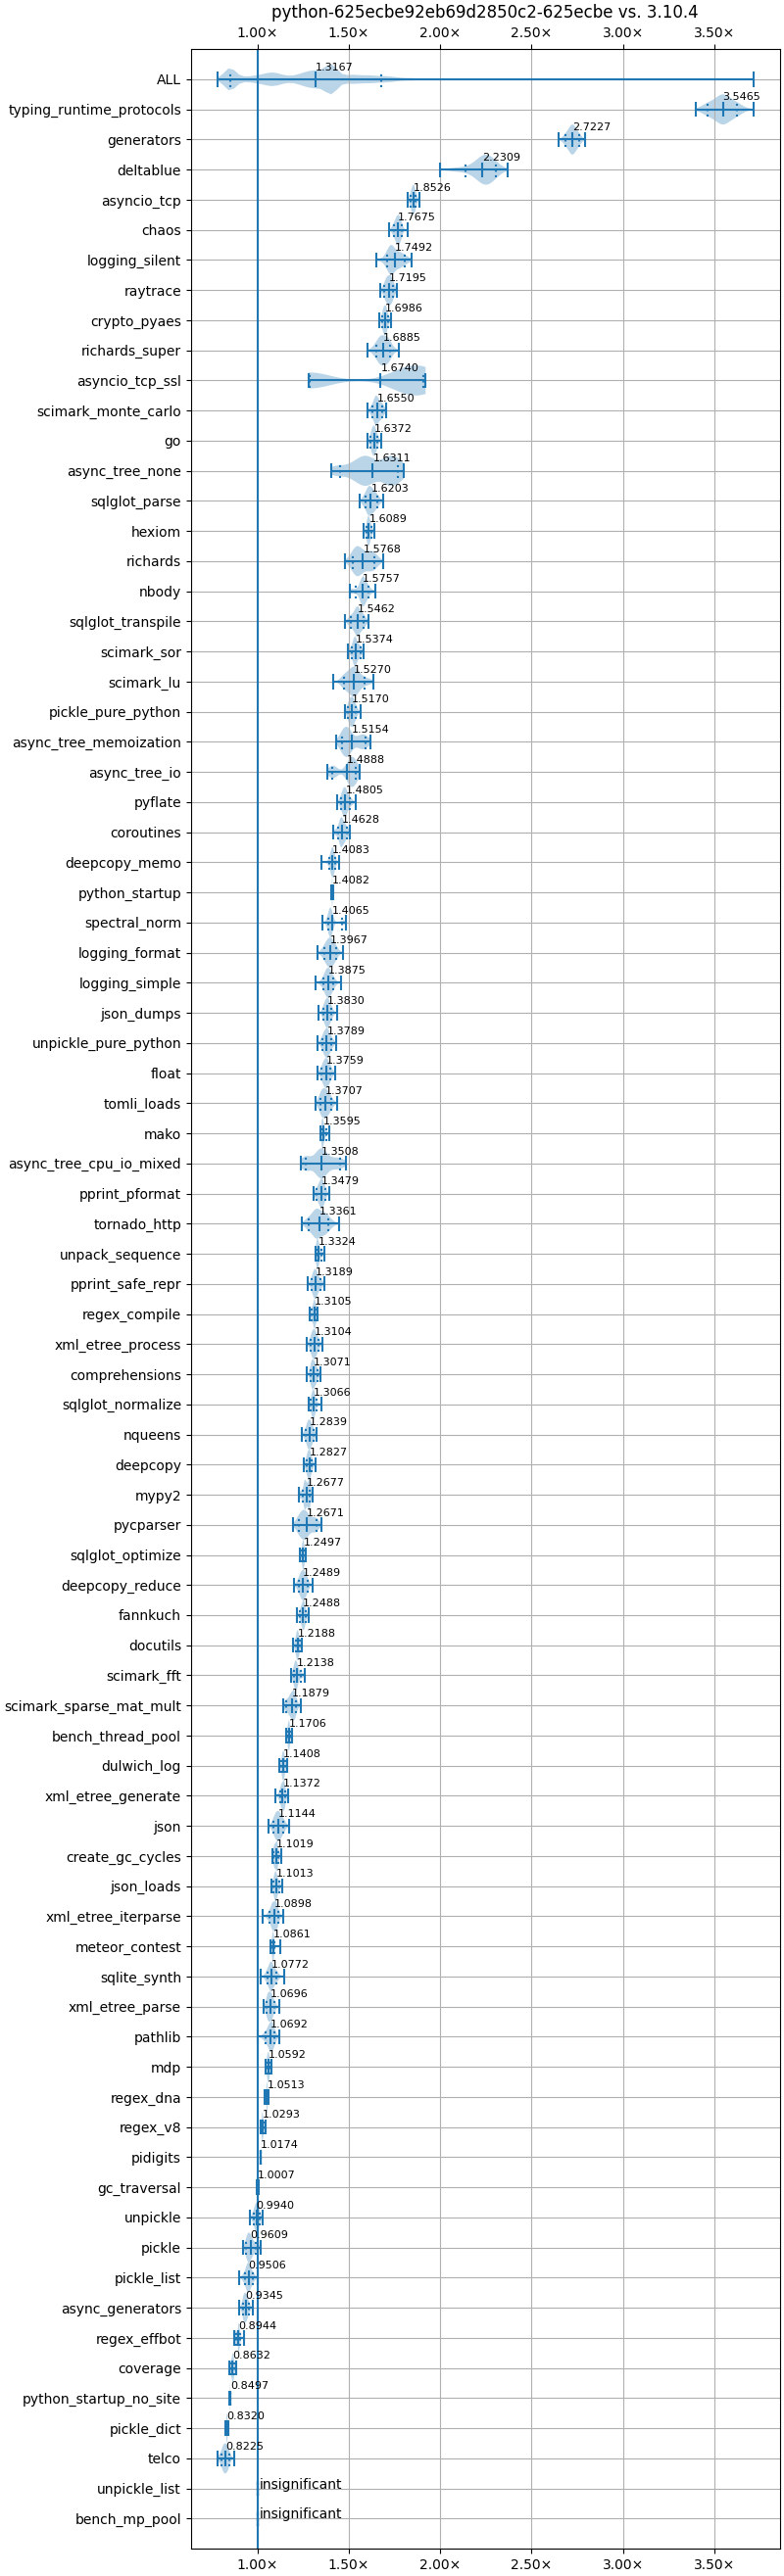 python-625ecbe92eb69d2850c2-625ecbe vs. 3.10.4
1.00× 1.50× 2.00× 2.50× 3.00× 3.50×
ALL 1.3167
typing_runtime_protocols 3.5465
generators 2.7227
deltablue 2.2309
asyncio_tcp 1.8526
chaos 1.7675
logging_silent 1.7492
raytrace 1.7195
crypto_pyaes 1.6986
richards_super 1.6885
asyncio_tcp_ssl 1.6740
scimark_monte_carlo 1.6550
go 1.6372
async_tree_none 1.6311
sqlglot_parse 1.6203
hexiom 1.6089
richards 1.5768
nbody 1.5757
sqlglot_transpile 1.5462
scimark_sor 1.5374
scimark_lu 1.5270
pickle_pure_python 1.5170
async_tree_memoization 1.5154
async_tree_io 1.4888
pyflate 1.4805
coroutines 1.4628
deepcopy_memo 1.4083
python_startup 1.4082
spectral_norm 1.4065
logging_format 1.3967
logging_simple 1.3875
json_dumps 1.3830
unpickle_pure_python 1.3789
float 1.3759
tomli_loads 1.3707
mako 1.3595
async_tree_cpu_io_mixed 1.3508
pprint_pformat 1.3479
tornado_http 1.3361
unpack_sequence 1.3324
pprint_safe_repr 1.3189
regex_compile 1.3105
xml_etree_process 1.3104
comprehensions 1.3071
sqlglot_normalize 1.3066
nqueens 1.2839
deepcopy 1.2827
mypy2 1.2677
pycparser 1.2671
sqlglot_optimize 1.2497
deepcopy_reduce 1.2489
fannkuch 1.2488
docutils 1.2188
scimark_fft 1.2138
scimark_sparse_mat_mult 1.1879
bench_thread_pool 1.1706
dulwich_log 1.1408
xml_etree_generate 1.1372
json 1.1144
create_gc_cycles 1.1019
json_loads 1.1013
xml_etree_iterparse 1.0898
meteor_contest 1.0861
sqlite_synth 1.0772
xml_etree_parse 1.0696
pathlib 1.0692
mdp 1.0592
regex_dna 1.0513
regex_v8 1.0293
pidigits 1.0174
gc_traversal 1.0007
unpickle 0.9940
pickle 0.9609
pickle_list 0.9506
async_generators 0.9345
regex_effbot 0.8944
coverage 0.8632
python_startup_no_site 0.8497
pickle_dict 0.8320
telco 0.8225
unpickle_list insignificant
bench_mp_pool insignificant
1.00× 1.50× 2.00× 2.50× 3.00× 3.50×